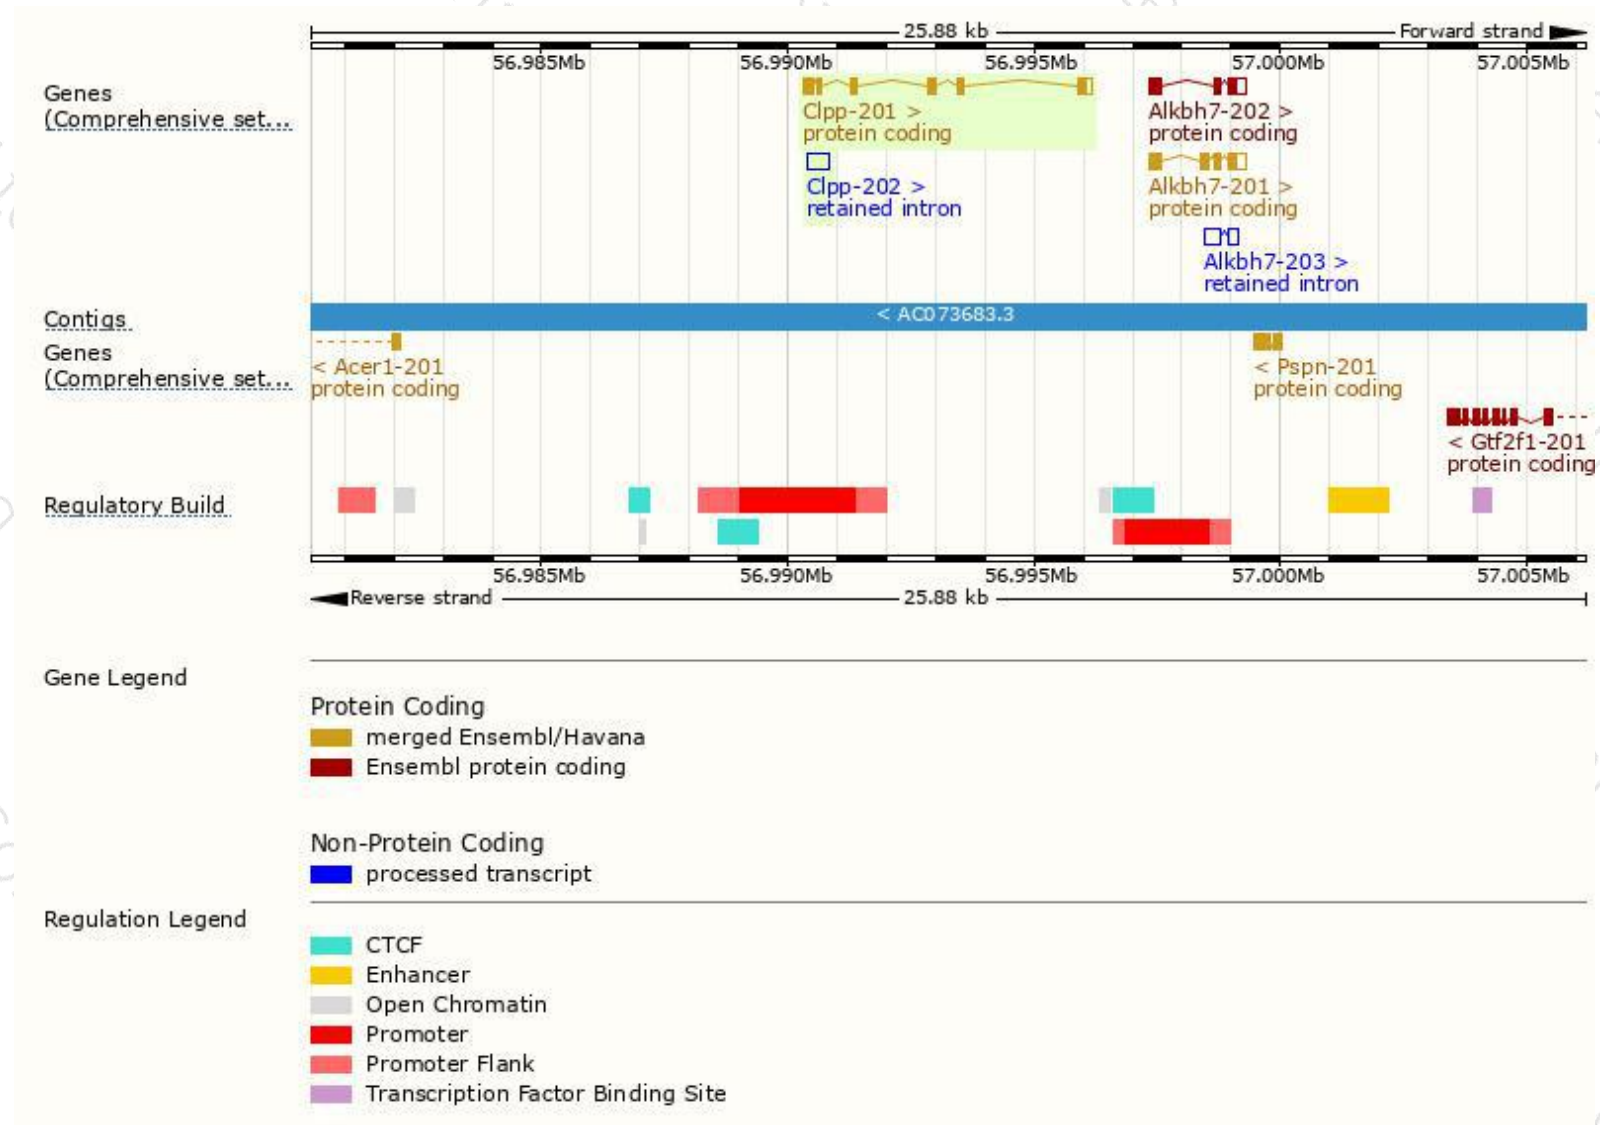 25.88 kb
Forward strand
56.985Mb 56.990Mb 56.995Mb 57.000Mb 57.005Mb
Genes
(Comprehensive set...
Clpp-201 >
protein coding
Alkbh7-202 >
protein coding
Clpp-202 >
retained intron
Alkbh7-201 >
protein coding
Alkbh7-203 >
retained intron
Contigs
< AC073683.3
Genes
(Comprehensive set...
< Acer1-201
protein coding
< Pspn-201
protein coding
< Gtf2f1-201
protein coding
Regulatory Build
56.985Mb 56.990Mb 56.995Mb 57.000Mb 57.005Mb
Reverse strand
25.88 kb
Gene Legend
Protein Coding
merged Ensembl/Havana
Ensembl protein coding
Non-Protein Coding
processed transcript
Regulation Legend
CTCF
Enhancer
Open Chromatin
Promoter
Promoter Flank
Transcription Factor Binding Site